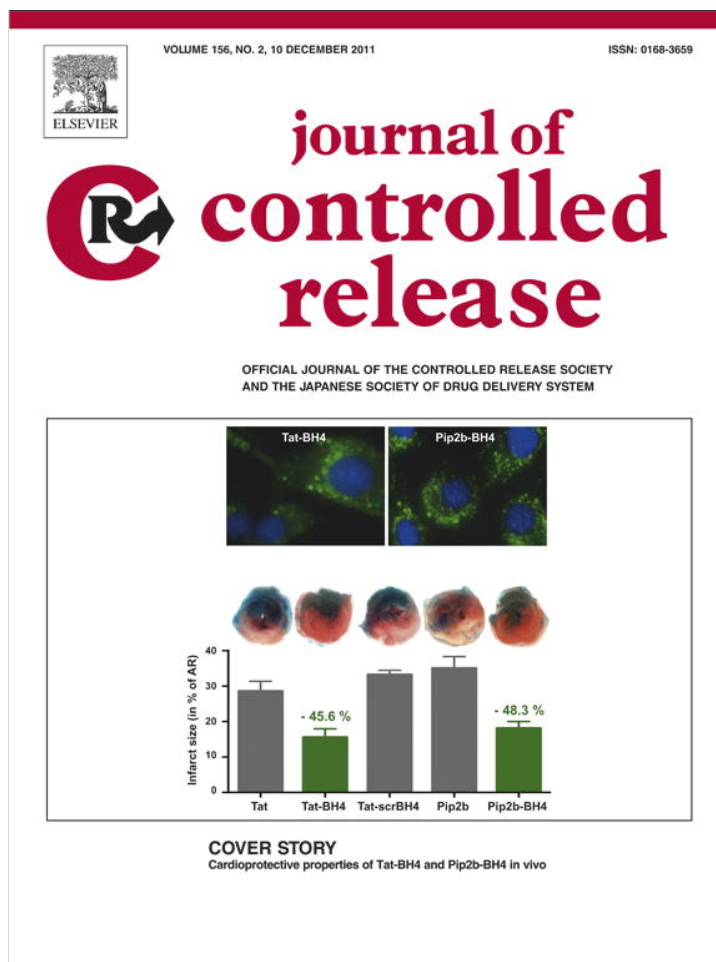 VOLUME 156, NO. 2, 10 DECEMBER 2011
ISSN: 0168-3659
ELSEVIER
journal of
CR
controlled
release
OFFICIAL JOURNAL OF THE CONTROLLED RELEASE SOCIETY
AND THE JAPANESE SOCIETY OF DRUG DELIVERY SYSTEM
Tat-BH4
Pip2b-BH4
Infarct size (in % of AR)
40
30
20
10
0
- 45.6 %
- 48.3 %
Tat
Tat-BH4
Tat-scrBH4
Pip2b
Pip2b-BH4
COVER STORY
Cardioprotective properties of Tat-BH4 and Pip2b-BH4 in vivo